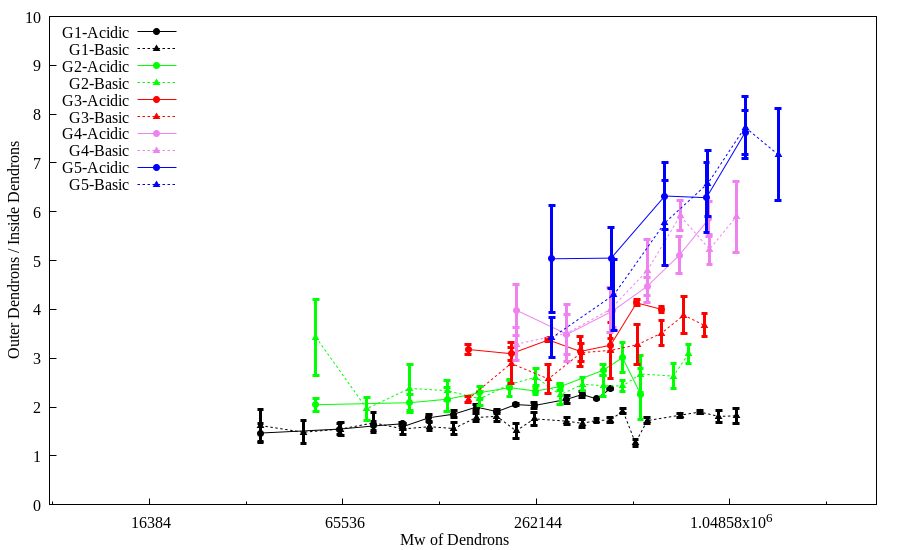 10
9
8
7
6
5
4
3
2
1
0
Outer Dendrons / Inside Dendrons
G1-Acidic
G1-Basic
G2-Acidic
G2-Basic
G3-Acidic
G3-Basic
G4-Acidic
G4-Basic
G5-Acidic
G5-Basic
16384 65536 262144 1.04858x10⁶
Mw of Dendrons